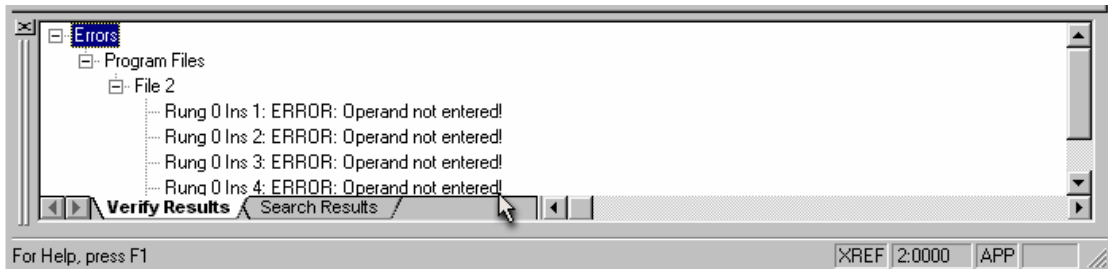 Errors
Program Files
File 2
Rung 0 Ins 1: ERROR: Operand not entered!
Rung 0 Ins 2: ERROR: Operand not entered!
Rung 0 Ins 3: ERROR: Operand not entered!
Rung 0 Ins 4: ERROR: Operand not entered!
Verify Results Search Results
For Help, press F1 XREF 2:0000 APP